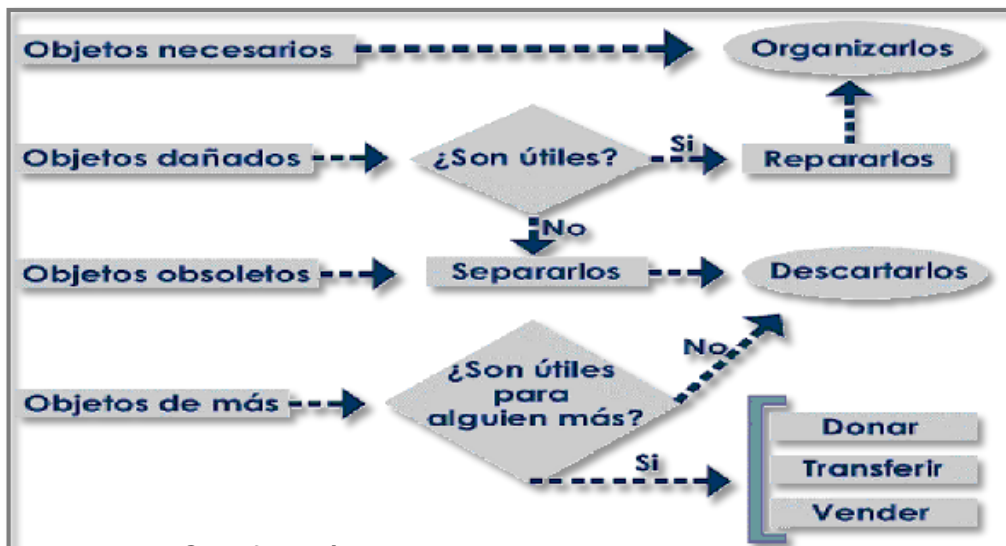 Objetos necesarios
Organizarlos
Objetos dañados
¿Son útiles?
Si
Repararlos
No
Objetos obsoletos
Separarlos
Descartarlos
Objetos de más
¿Son útiles
para
alguien más?
No
Si
Donar
Transferir
Vender